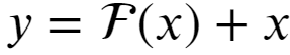 y = ℱ(x) + x